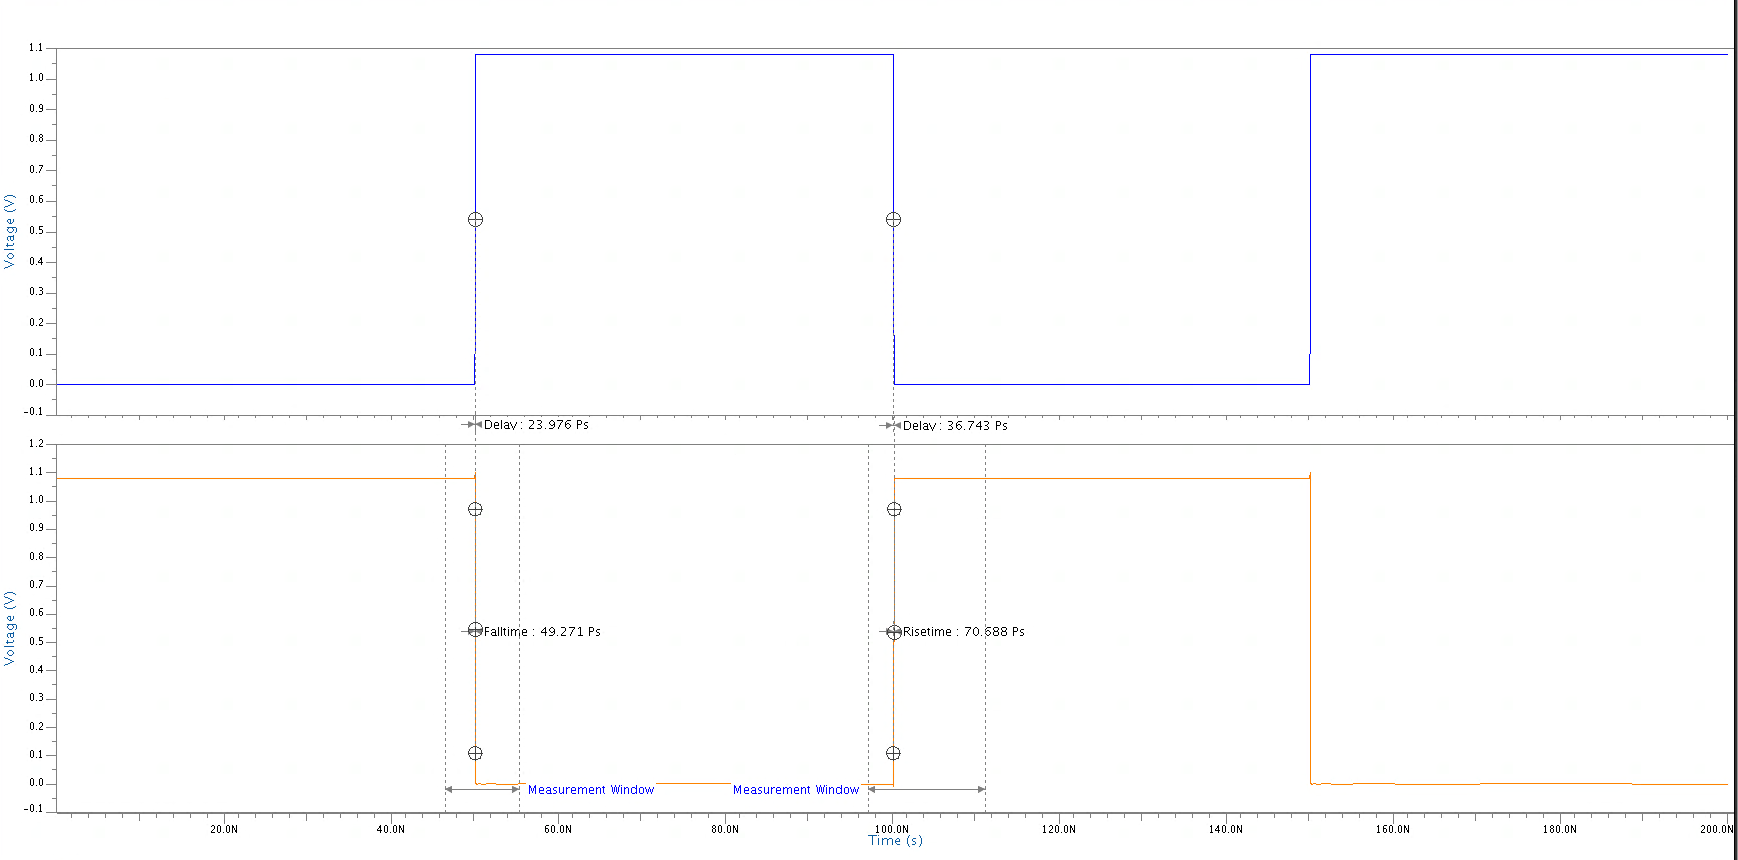 1.1
1.0
0.9
0.8
0.7
0.6
0.5
0.4
0.3
0.2
0.1
0.0
-0.1
Voltage (V)
Delay : 23.976 Ps
Delay : 36.743 Ps
1.2
1.1
1.0
0.9
0.8
0.7
0.6
0.5
0.4
0.3
0.2
0.1
0.0
-0.1
Voltage (V)
Falltime : 49.271 Ps
Risetime : 70.688 Ps
Measurement Window
Measurement Window
20.0N 40.0N 60.0N 80.0N 100.0N 120.0N 140.0N 160.0N 180.0N 200.0N
Time (s)